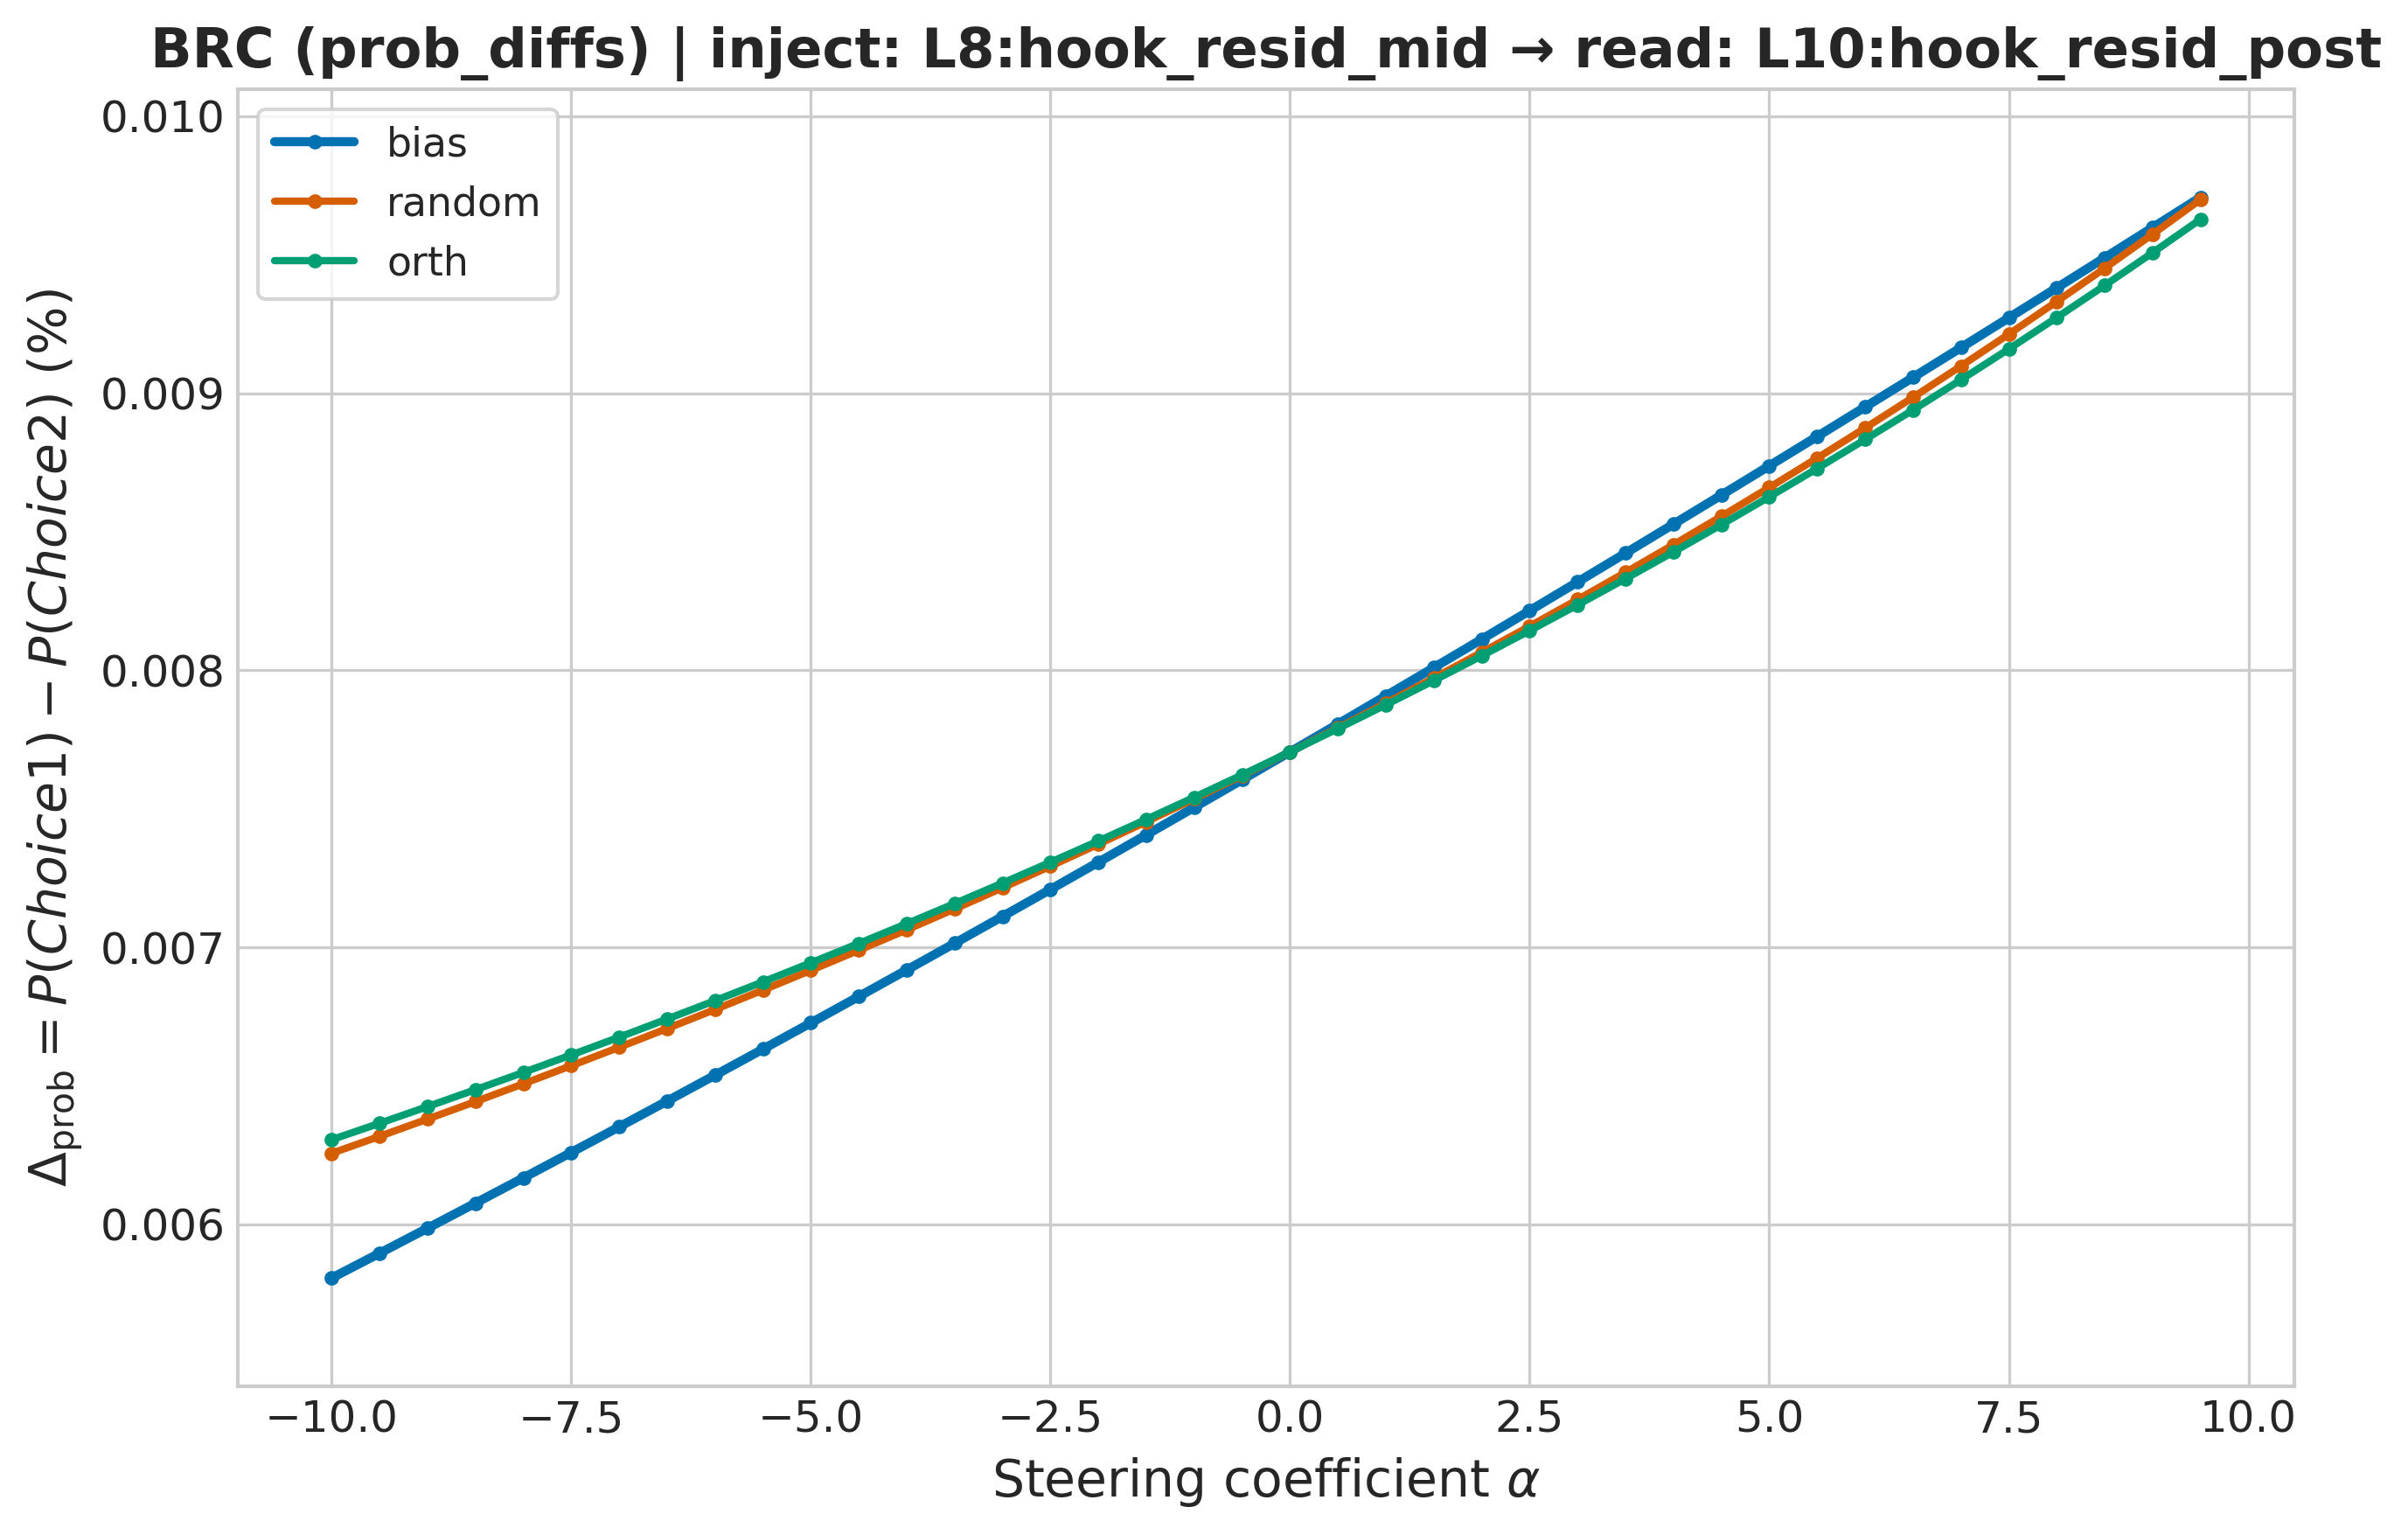 BRC (prob_diffs) | inject: L8:hook_resid_mid → read: L10:hook_resid_post
bias
random
orth
Δprob = P(Choice1) − P(Choice2) (%)
0.010
0.009
0.008
0.007
0.006
−10.0 −7.5 −5.0 −2.5 0.0 2.5 5.0 7.5 10.0
Steering coefficient α